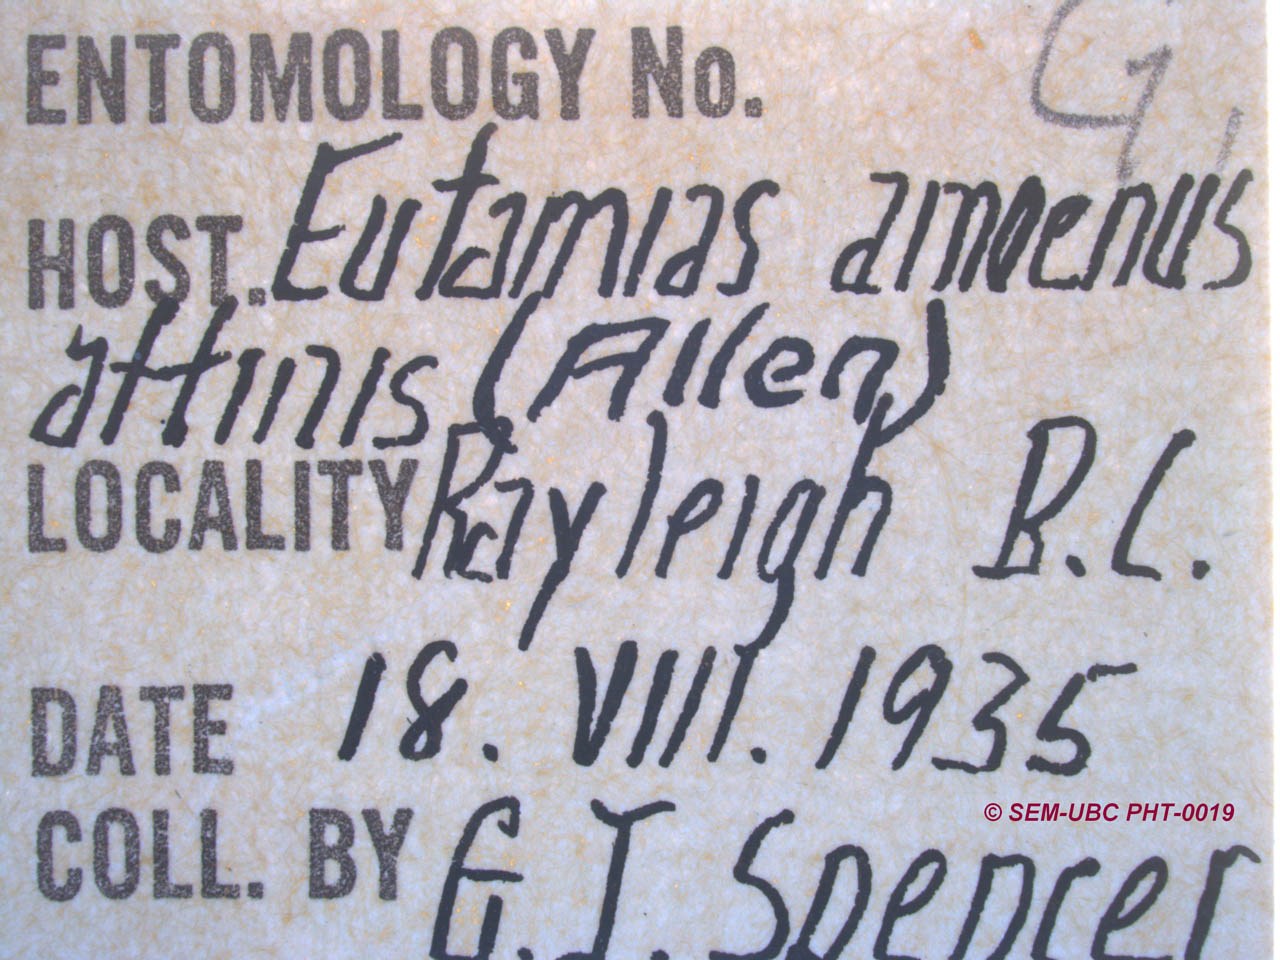 ENTOMOLOGY No. G,
HOST. Eutamias amoenus
affinis (Allen)
LOCALITY Rayleigh B.C.
DATE 18. VIII. 1935
© SEM-UBC PHT-0019
COLL. BY G.J. Spencer